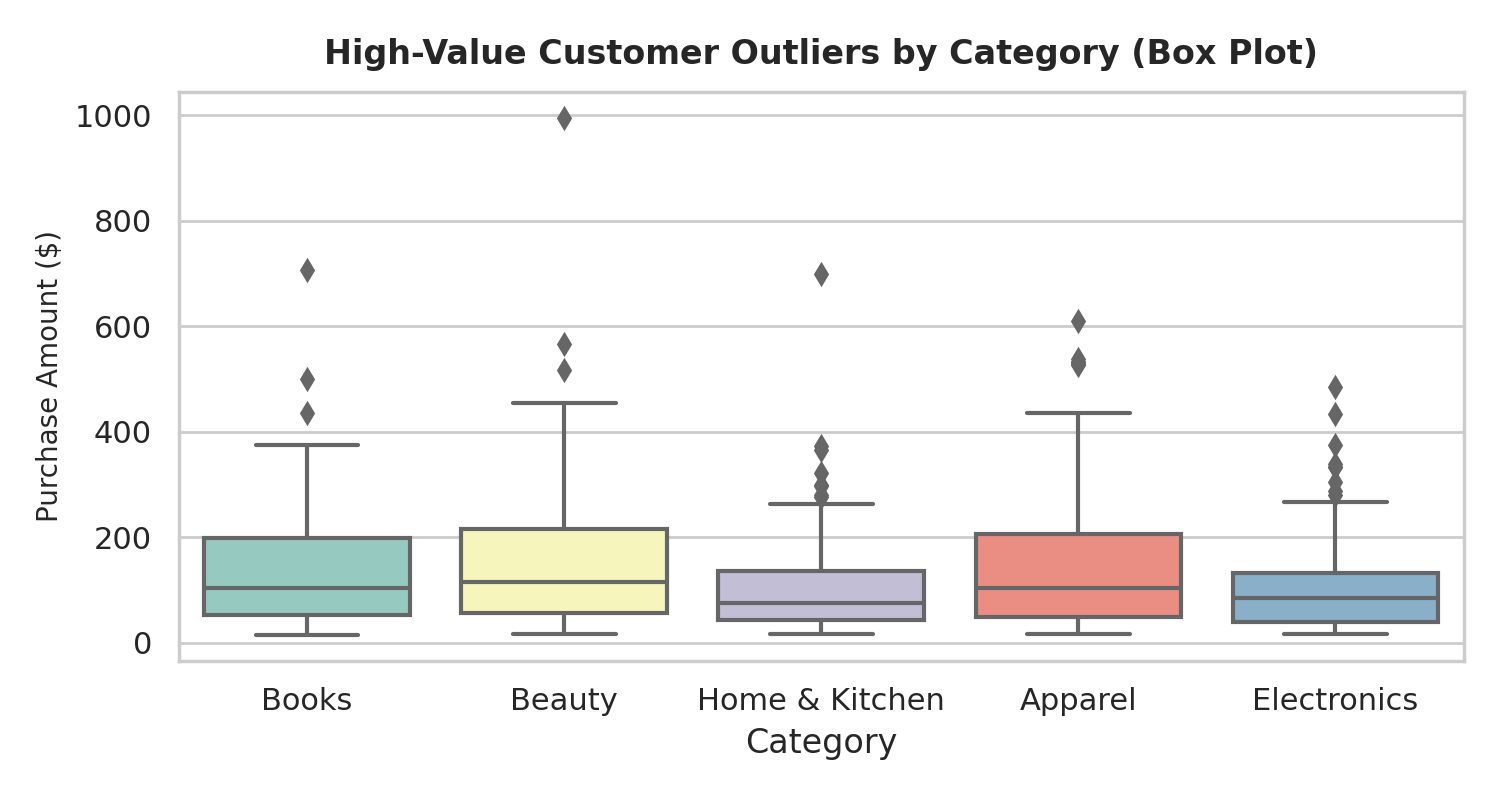 High-Value Customer Outliers by Category (Box Plot)
Purchase Amount ($)
1000
800
600
400
200
0
Books Beauty Home & Kitchen Apparel Electronics
Category